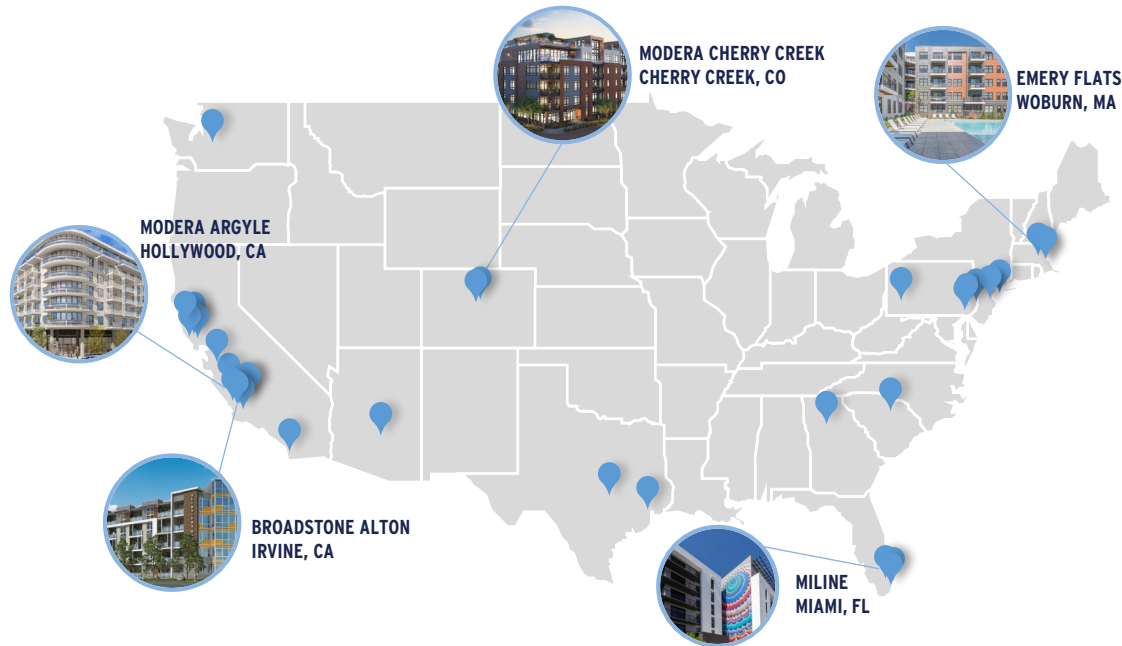 MODERA CHERRY CREEK
CHERRY CREEK, CO
EMERY FLATS
WOBURN, MA
MODERA ARGYLE
HOLLYWOOD, CA
BROADSTONE ALTON
IRVINE, CA
MILINE
MIAMI, FL